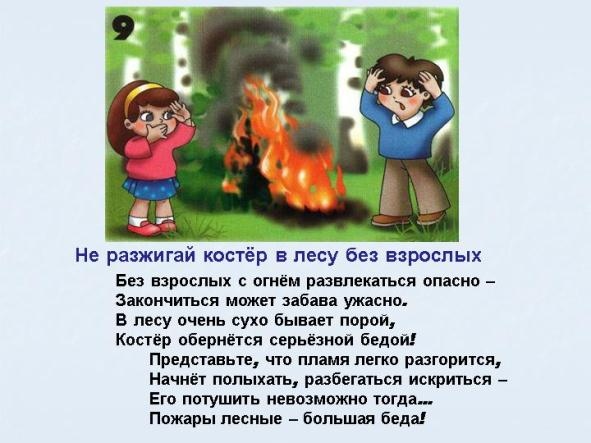 9
Не разжигай костёр в лесу без взрослых
Без взрослых с огнём развлекаться опасно –
Закончиться может забава ужасно.
В лесу очень сухо бывает порой,
Костёр обернётся серьёзной бедой!
Представьте, что пламя легко разгорится,
Начнёт полыхать, разбегаться искриться –
Его потушить невозможно тогда...
Пожары лесные – большая беда!